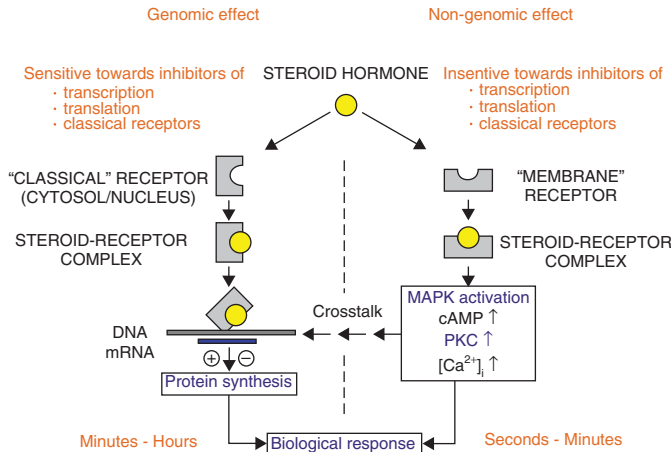 Genomic effect
Non-genomic effect
Sensitive towards inhibitors of
· transcription
· translation
· classical receptors
STEROID HORMONE
Insentive towards inhibitors of
· transcription
· translation
· classical receptors
"CLASSICAL" RECEPTOR
(CYTOSOL/NUCLEUS)
"MEMBRANE"
RECEPTOR
STEROID-RECEPTOR
COMPLEX
STEROID-RECEPTOR
COMPLEX
MAPK activation
cAMP ↑
PKC ↑
[Ca²⁺]ᵢ ↑
Crosstalk
DNA
mRNA
+ −
Protein synthesis
Minutes - Hours
Biological response
Seconds - Minutes